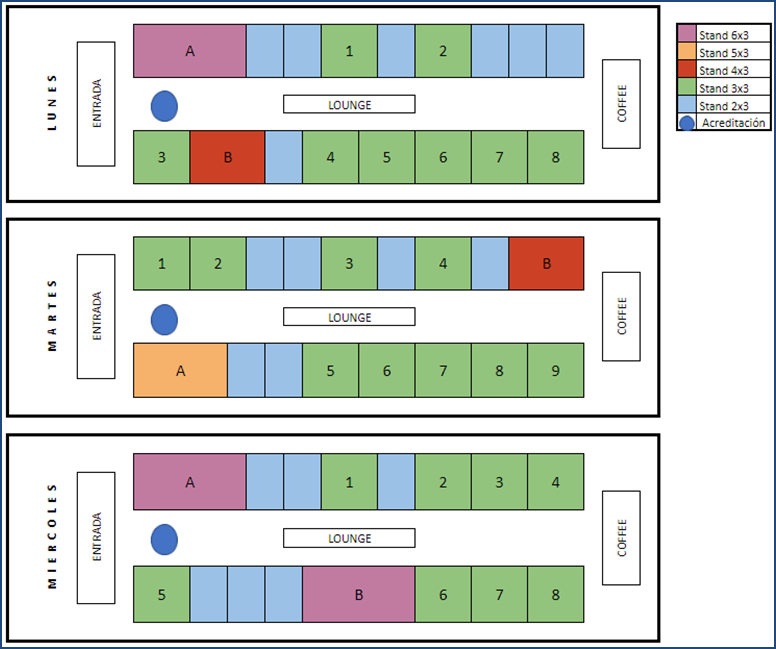 LUNES
ENTRADA
A 1 2
LOUNGE
3 B 4 5 6 7 8
COFFEE
Stand 6x3
Stand 5x3
Stand 4x3
Stand 3x3
Stand 2x3
Acreditación
MARTES
ENTRADA
1 2 3 4 B
LOUNGE
A 5 6 7 8 9
COFFEE
MIERCOLES
ENTRADA
A 1 2 3 4
LOUNGE
5 B 6 7 8
COFFEE